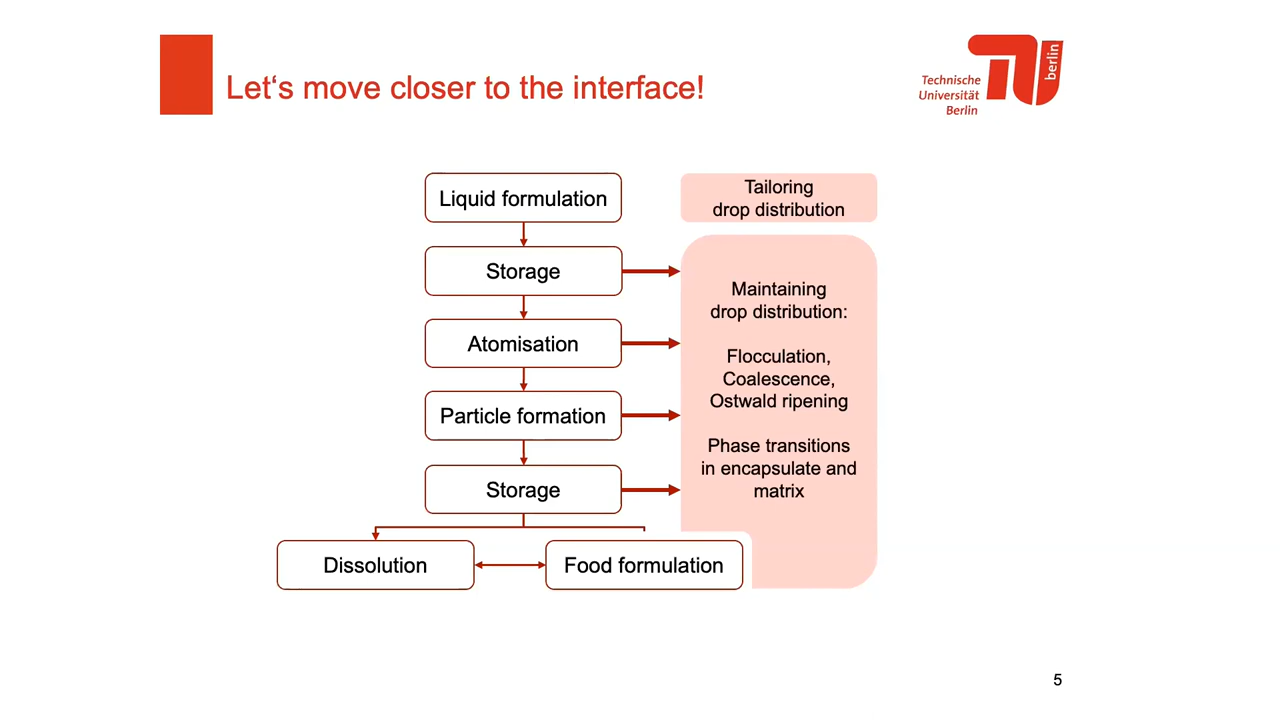 Let‘s move closer to the interface!
Technische
Universität
Berlin
berlin
Liquid formulation
Storage
Atomisation
Particle formation
Storage
Dissolution
Food formulation
Tailoring
drop distribution
Maintaining
drop distribution:
Flocculation,
Coalescence,
Ostwald ripening
Phase transitions
in encapsulate and
matrix
5